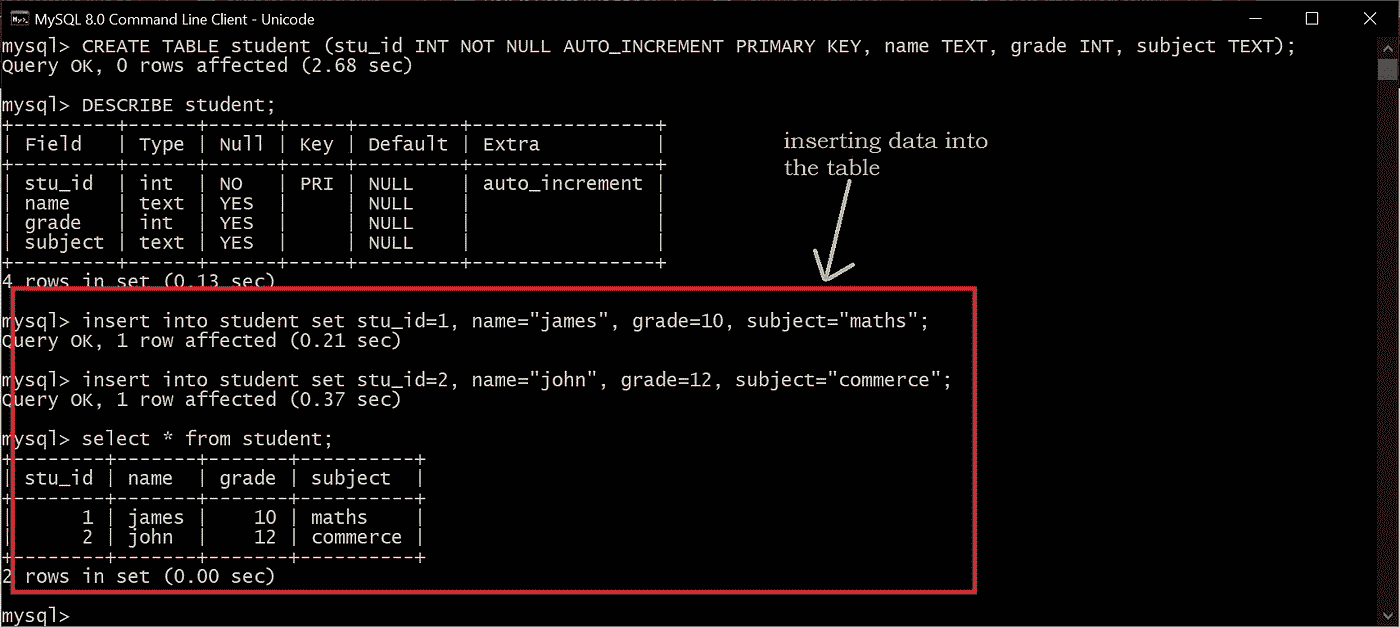 MySQL 8.0 Command Line Client - Unicode
mysql> CREATE TABLE student (stu_id INT NOT NULL AUTO_INCREMENT PRIMARY KEY, name TEXT, grade INT, subject TEXT);
Query OK, 0 rows affected (2.68 sec)
mysql> DESCRIBE student;
+---------+------+------+-----+---------+----------------+
| Field   | Type | Null | Key | Default | Extra          |
+---------+------+------+-----+---------+----------------+
| stu_id  | int  | NO   | PRI | NULL    | auto_increment |
| name    | text | YES  |     | NULL    |                |
| grade   | int  | YES  |     | NULL    |                |
| subject | text | YES  |     | NULL    |                |
+---------+------+------+-----+---------+----------------+
4 rows in set (0.13 sec)
inserting data into
the table
mysql> insert into student set stu_id=1, name="james", grade=10, subject="maths";
Query OK, 1 row affected (0.21 sec)
mysql> insert into student set stu_id=2, name="john", grade=12, subject="commerce";
Query OK, 1 row affected (0.37 sec)
mysql> select * from student;
+--------+-------+-------+----------+
| stu_id | name  | grade | subject  |
+--------+-------+-------+----------+
|      1 | james |    10 | maths    |
|      2 | john  |    12 | commerce |
+--------+-------+-------+----------+
2 rows in set (0.00 sec)
mysql>